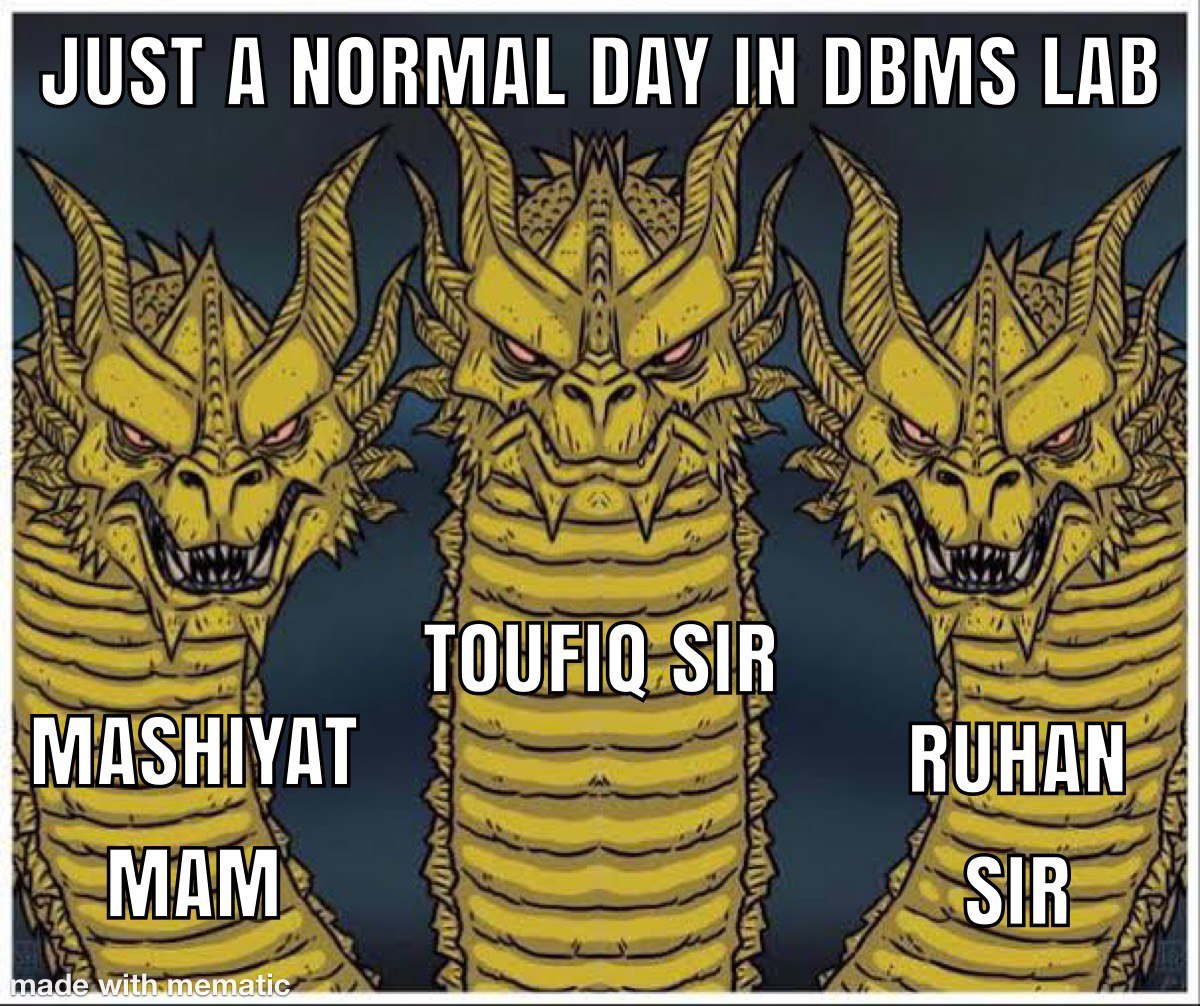 JUST A NORMAL DAY IN DBMS LAB
TOUFIQ SIR
MASHIYAT
MAM
RUHAN
SIR
made with mematic